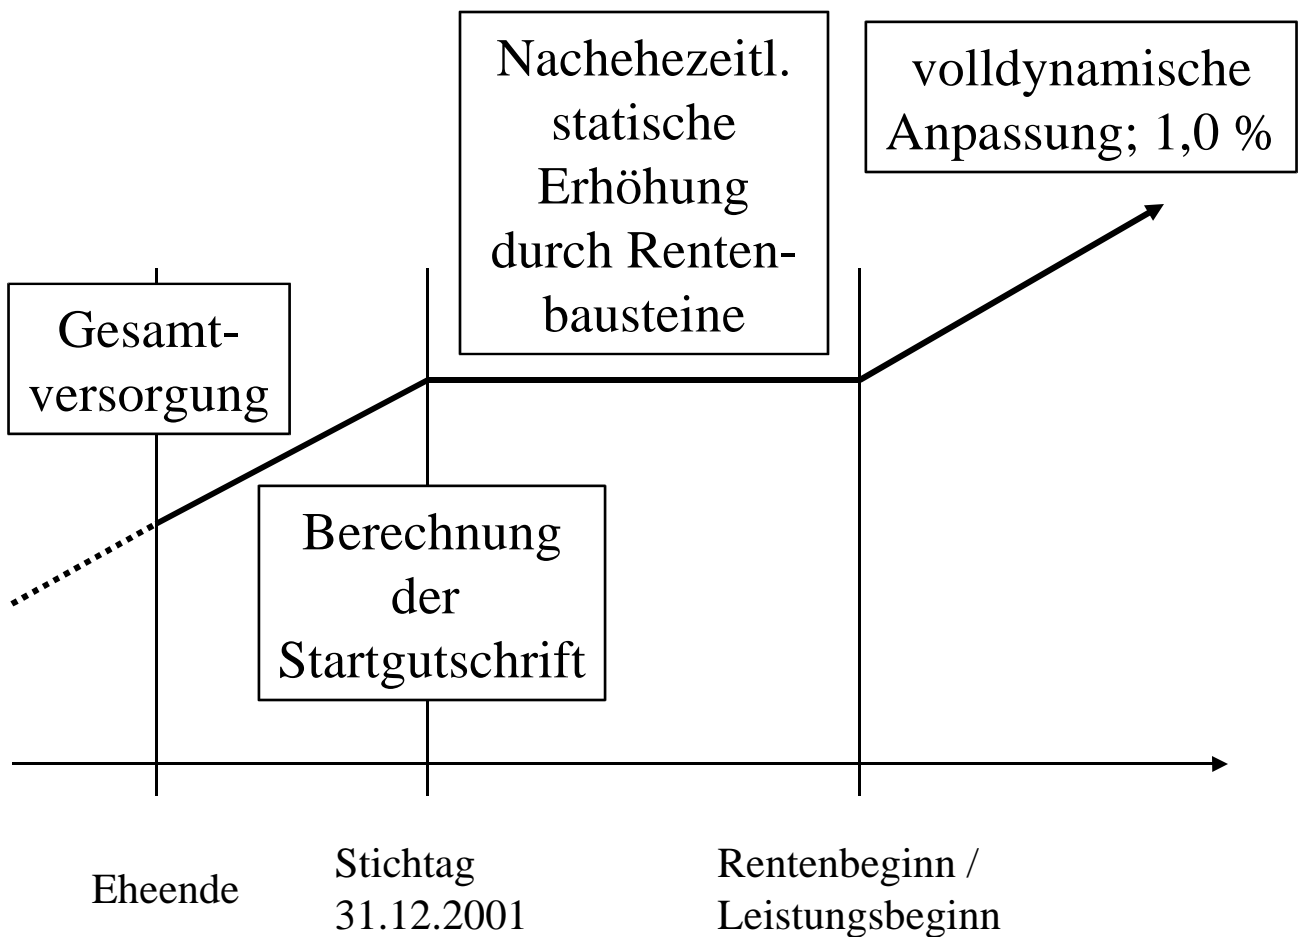 Nachehezeitl.
statische
Erhöhung
durch Renten-
bausteine
volldynamische
Anpassung; 1,0 %
Gesamt-
versorgung
Berechnung
der
Startgutschrift
Eheende
Stichtag
31.12.2001
Rentenbeginn /
Leistungsbeginn